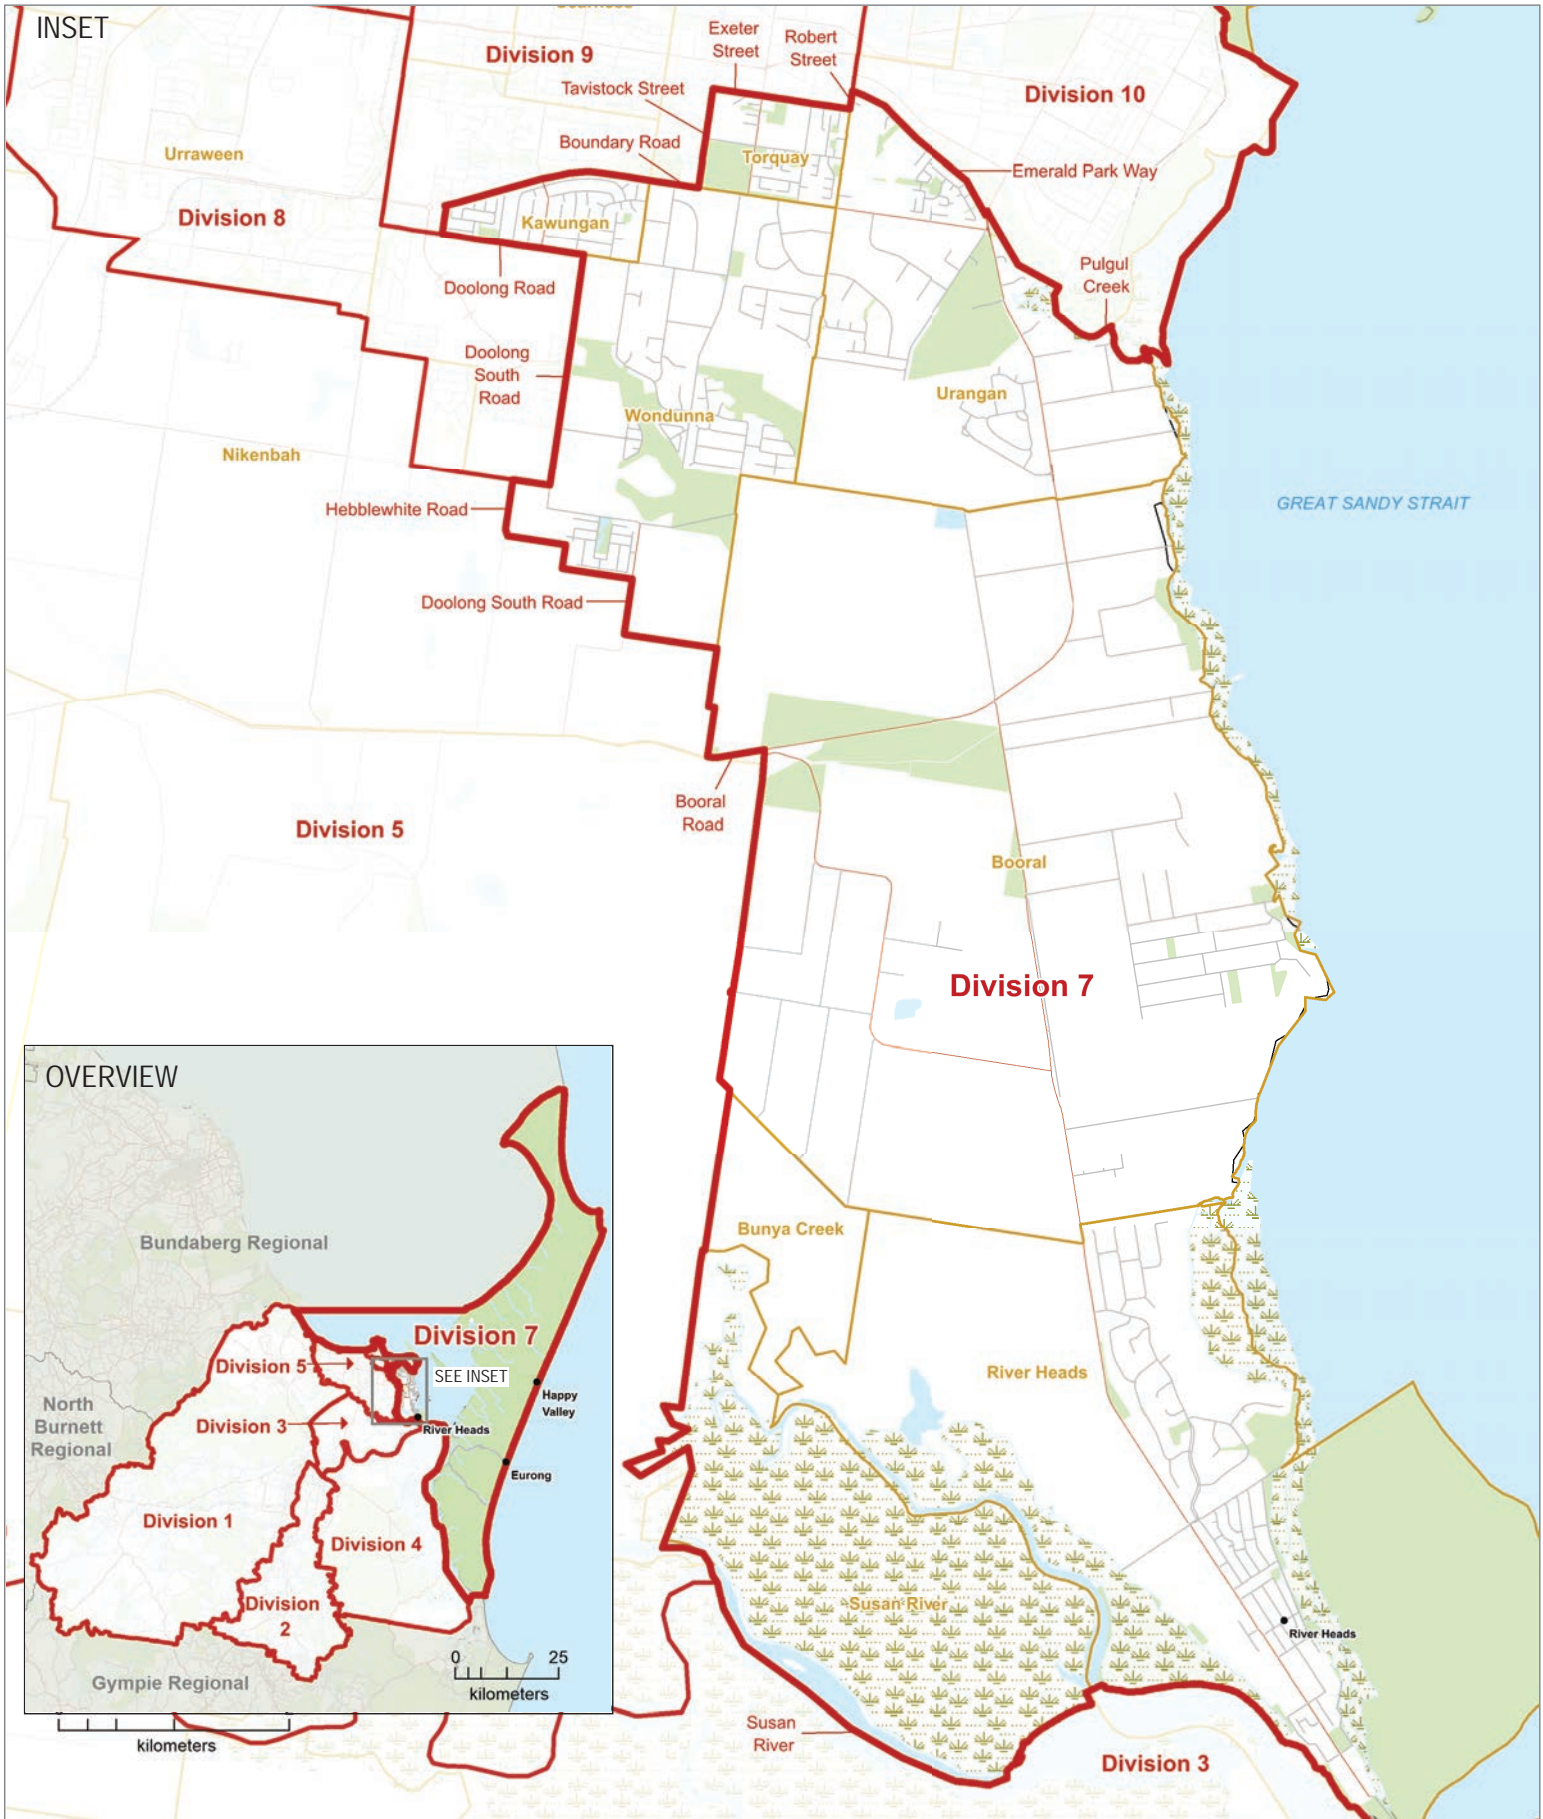 INSET
Division 9
Exeter
Street
Robert
Street
Tavistock Street
Division 10
Boundary Road
Urraween
Torquay
Emerald Park Way
Division 8
Kawungan
Pulgul
Creek
Doolong Road
Doolong
South
Road
Wondunna
Urangan
Nikenbah
Hebblewhite Road
GREAT SANDY STRAIT
Doolong South Road
Booral
Road
Division 5
Booral
Division 7
Bunya Creek
River Heads
Susan River
River Heads
Susan
River
Division 3
kilometers
OVERVIEW
Bundaberg Regional
Division 7
Division 5
SEE INSET
Happy
Valley
North
Burnett
Regional
Division 3
River Heads
Eurong
Division 1
Division 4
Division
2
Gympie Regional
0 25
kilometers